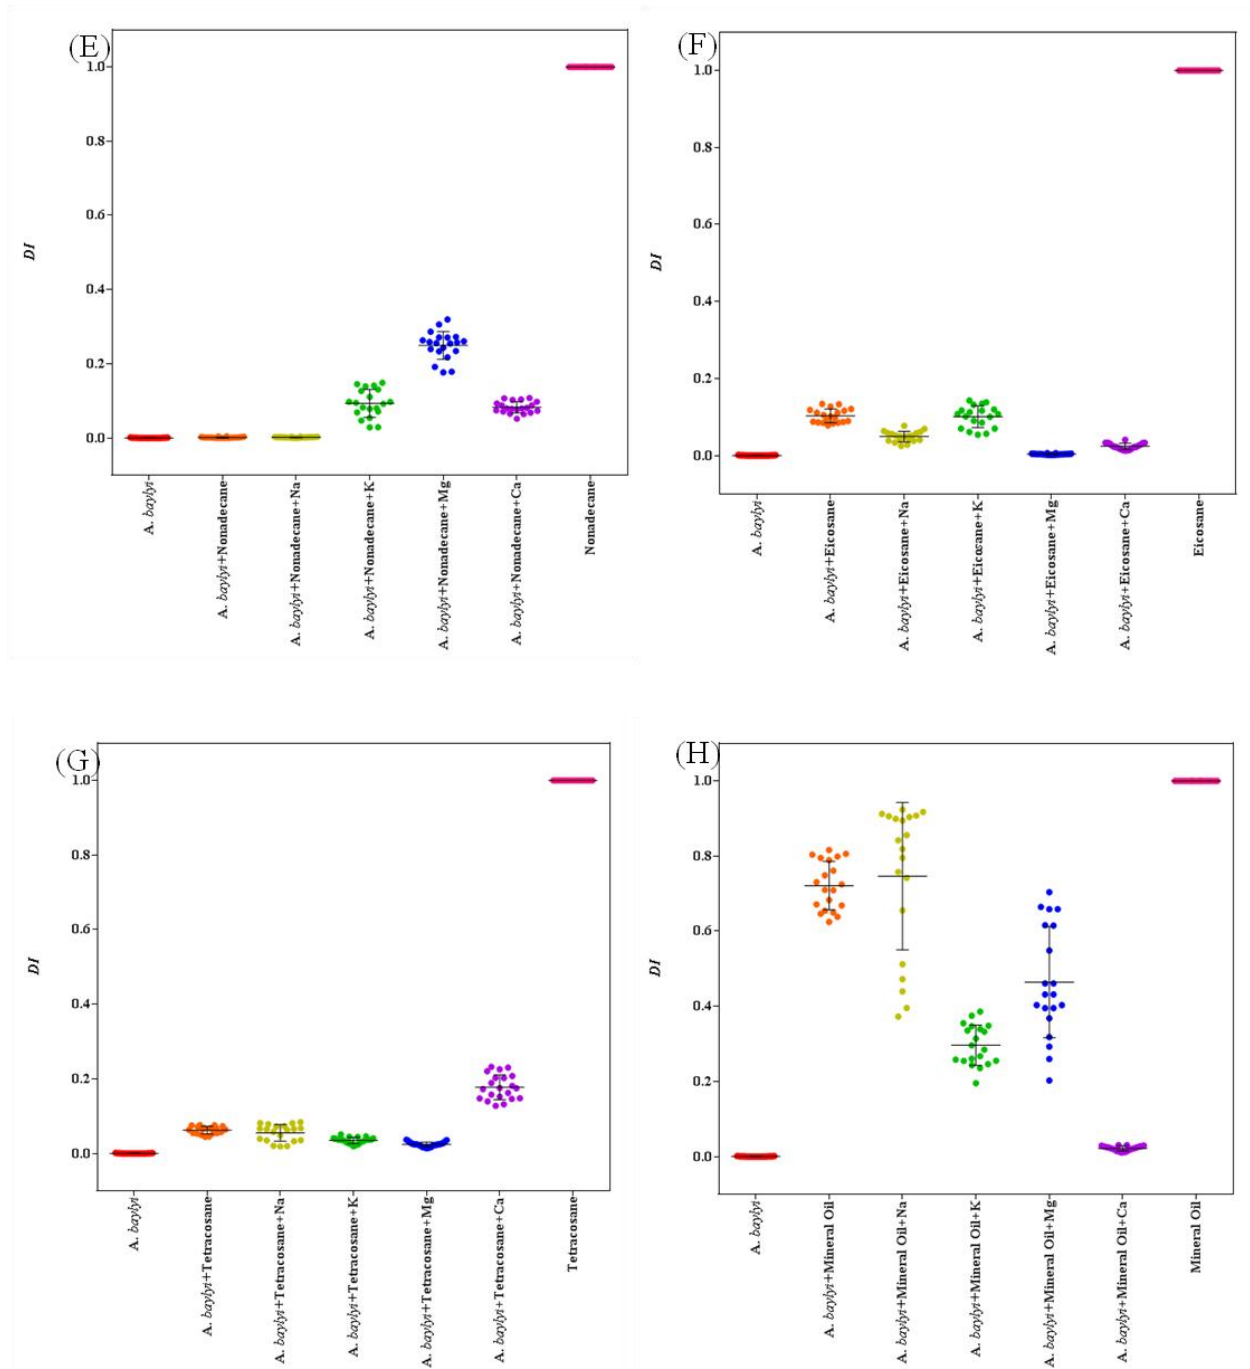 (E)
1.0
0.8
0.6
0.4
0.2
0.0
DI
A. baylyi
A. baylyi+Nonadecane
A. baylyi+Nonadecane+Na
A. baylyi+Nonadecane+K
A. baylyi+Nonadecane+Mg
A. baylyi+Nonadecane+Ca
Nonadecane
(F)
1.0
0.8
0.6
0.4
0.2
0.0
DI
A. baylyi
A. baylyi+Eicosane
A. baylyi+Eicosane+Na
A. baylyi+Eicosane+K
A. baylyi+Eicosane+Mg
A. baylyi+Eicosane+Ca
Eicosane
(G)
1.0
0.8
0.6
0.4
0.2
0.0
DI
A. baylyi
A. baylyi+Tetracosane
A. baylyi+Tetracosane+Na
A. baylyi+Tetracosane+K
A. baylyi+Tetracosane+Mg
A. baylyi+Tetracosane+Ca
Tetracosane
(H)
1.0
0.8
0.6
0.4
0.2
0.0
DI
A. baylyi
A. baylyi+Mineral Oil
A. baylyi+Mineral Oil+Na
A. baylyi+Mineral Oil+K
A. baylyi+Mineral Oil+Mg
A. baylyi+Mineral Oil+Ca
Mineral Oil